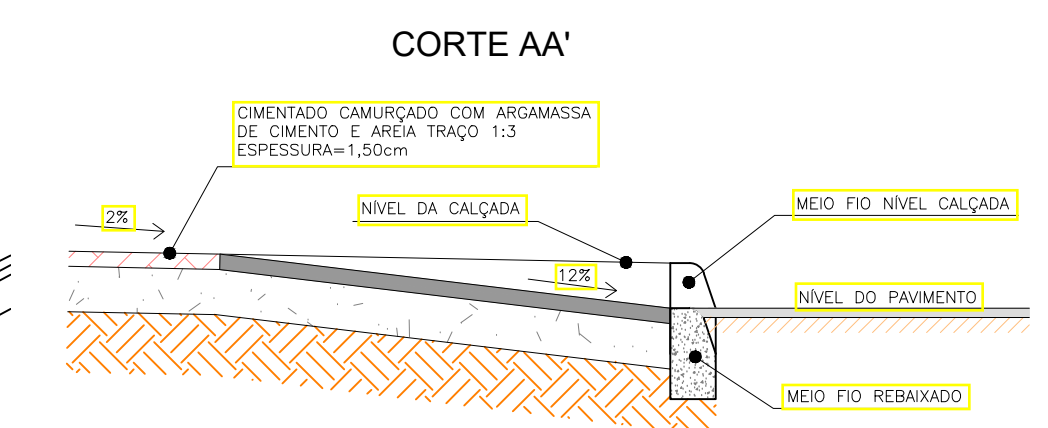 CORTE AA'
CIMENTADO CAMURÇADO COM ARGAMASSA
DE CIMENTO E AREIA TRAÇO 1:3
ESPESSURA=1,50cm
NÍVEL DA CALÇADA
MEIO FIO NÍVEL CALÇADA
2%
12%
NÍVEL DO PAVIMENTO
MEIO FIO REBAIXADO